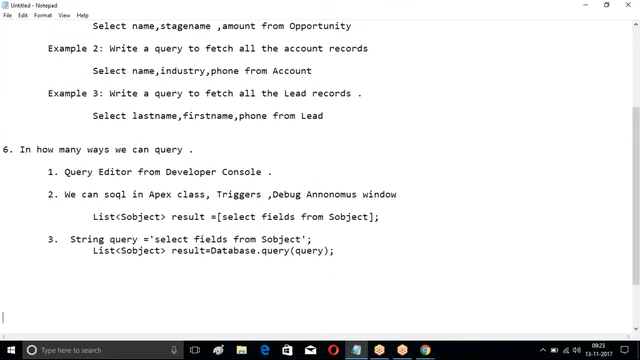 Untitled - Notepad
File Edit Format View Help
Select name,stagename ,amount from Opportunity
Example 2: Write a query to fetch all the account records
Select name,industry,phone from Account
Example 3: Write a query to fetch all the Lead records .
Select lastname,firstname,phone from Lead
6. In how many ways we can query .
1. Query Editor from Developer Console .
2. We can soql in Apex class, Triggers ,Debug Annonomus window
List<Sobject> result =[select fields from Sobject];
3. String query ='select fields from Sobject';
List<Sobject> result=Database.query(query);
Type here to search
09:23
13-11-2017